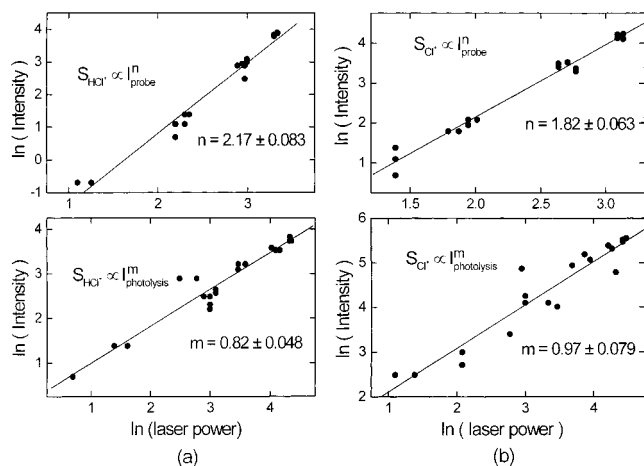 ln ( Intensity )
4
3
2
1
0
-1
S_HCl⁺ ∝ I^n_probe
n = 2.17 ± 0.083
1
2
3
ln ( Intensity )
4
3
2
1
S_Cl⁺ ∝ I^n_probe
n = 1.82 ± 0.063
1.5
2.0
2.5
3.0
ln ( Intensity )
4
3
2
1
S_HCl⁺ ∝ I^m_photolysis
m = 0.82 ± 0.048
1
2
3
4
ln (laser power)
(a)
ln ( Intensity )
6
5
4
3
2
S_Cl⁺ ∝ I^m_photolysis
m = 0.97 ± 0.079
1
2
3
4
ln ( laser power )
(b)